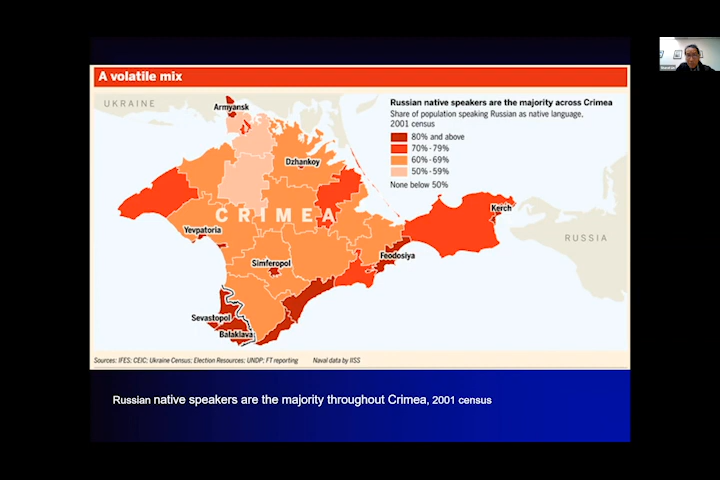 A volatile mix
UKRAINE
Armyansk
Russian native speakers are the majority across Crimea
Share of population speaking Russian as native language,
2001 census
80% and above
70% - 79%
60% - 69%
50% - 59%
None below 50%
Dzhankoy
CRIMEA
Kerch
Yevpatoria
RUSSIA
Simferopol
Feodosiya
Sevastopol
Balaklava
Sources: IFES; CEIC; Ukraine Census; Election Resources; UNDP; FT reporting Naval data by IISS
Russian native speakers are the majority throughout Crimea, 2001 census